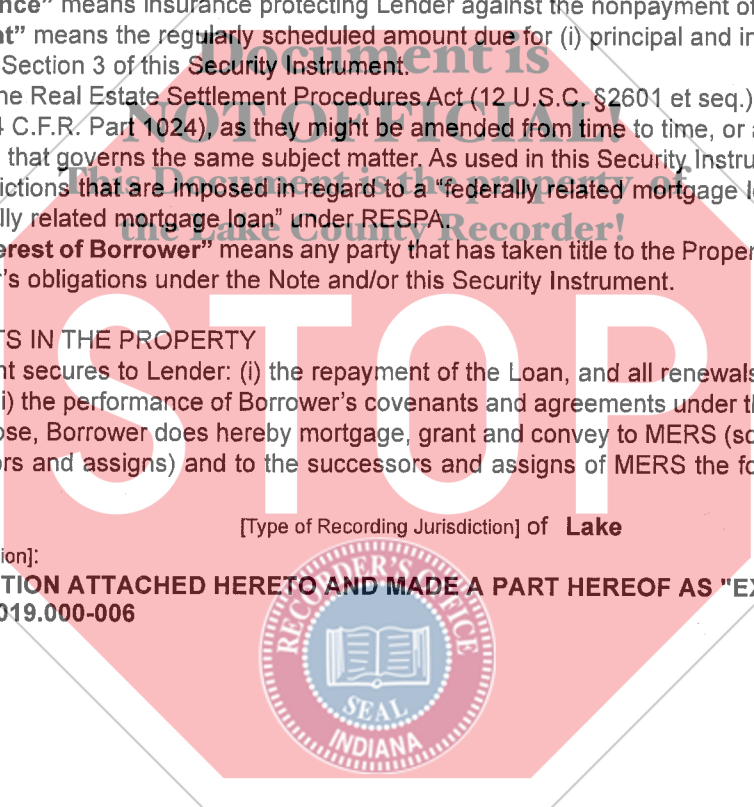 nce" means insurance protecting Lender against the nonpayment of
nt" means the regularly scheduled amount due for (i) principal and in
Section 3 of this Security Instrument.
ne Real Estate Settlement Procedures Act (12 U.S.C. §2601 et seq.)
4 C.F.R. Part 1024), as they might be amended from time to time, or a
that governs the same subject matter. As used in this Security Instru
ictions that are imposed in regard to a "federally related mortgage lo
lly related mortgage loan" under RESPA.
erest of Borrower" means any party that has taken title to the Proper
r's obligations under the Note and/or this Security Instrument.
Document is
NOT OFFICIAL!
This Document is the property of
the Lake County Recorder!
STOP
TS IN THE PROPERTY
nt secures to Lender: (i) the repayment of the Loan, and all renewals
i) the performance of Borrower's covenants and agreements under th
ose, Borrower does hereby mortgage, grant and convey to MERS (so
ors and assigns) and to the successors and assigns of MERS the fo
[Type of Recording Jurisdiction] of Lake
ion]:
TION ATTACHED HERETO AND MADE A PART HEREOF AS "EX
019.000-006
RECORDER'S OFFICE
SEAL
INDIANA